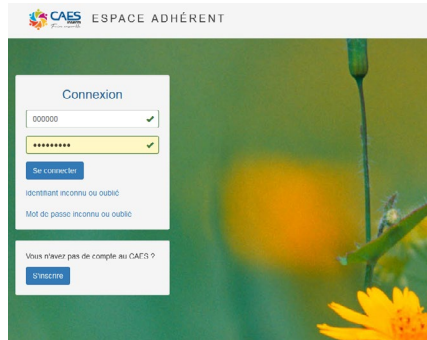 CAES ESPACE ADHÉRENT
Connexion
000000
•••••••••
Se connecter
Identifiant inconnu ou oublié
Mot de passe inconnu ou oublié
Vous n'avez pas de compte au CAES ?
S'inscrire